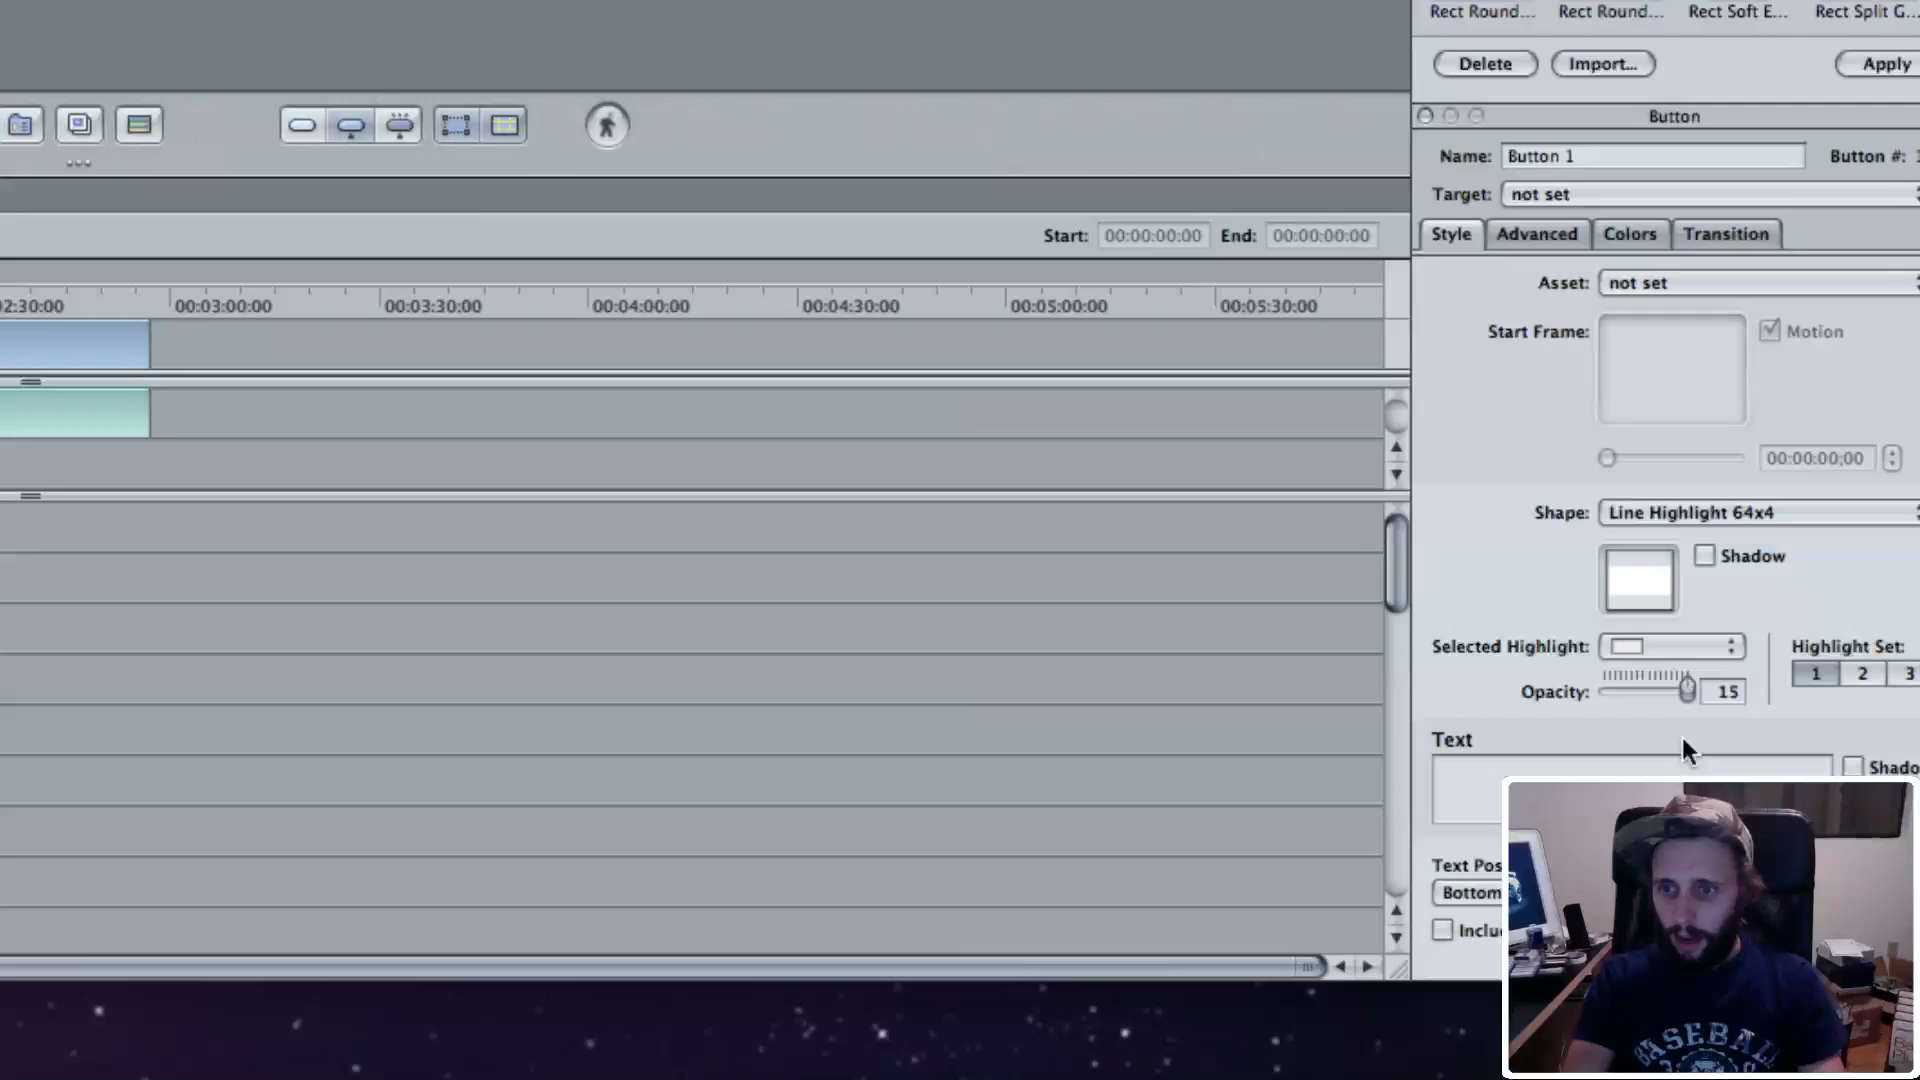 Rect Round... Rect Round... Rect Soft E... Rect Split G...
Delete Import... Apply
Button
Name: Button 1 Button #:
Target: not set
Style Advanced Colors Transition
Start: 00:00:00:00 End: 00:00:00:00
Asset: not set
02:30:00 00:03:00:00 00:03:30:00 00:04:00:00 00:04:30:00 00:05:00:00 00:05:30:00
Start Frame: Motion
00:00:00;00
Shape: Line Highlight 64x4
Shadow
Selected Highlight: Highlight Set:
1 2 3
Opacity: 15
Text
Shado
Text Pos
Bottom
Inclu
BASEBAL